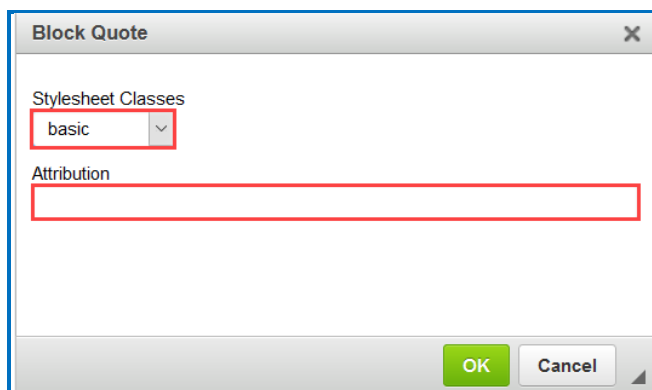 Block Quote
Stylesheet Classes
basic
Attribution
OK Cancel